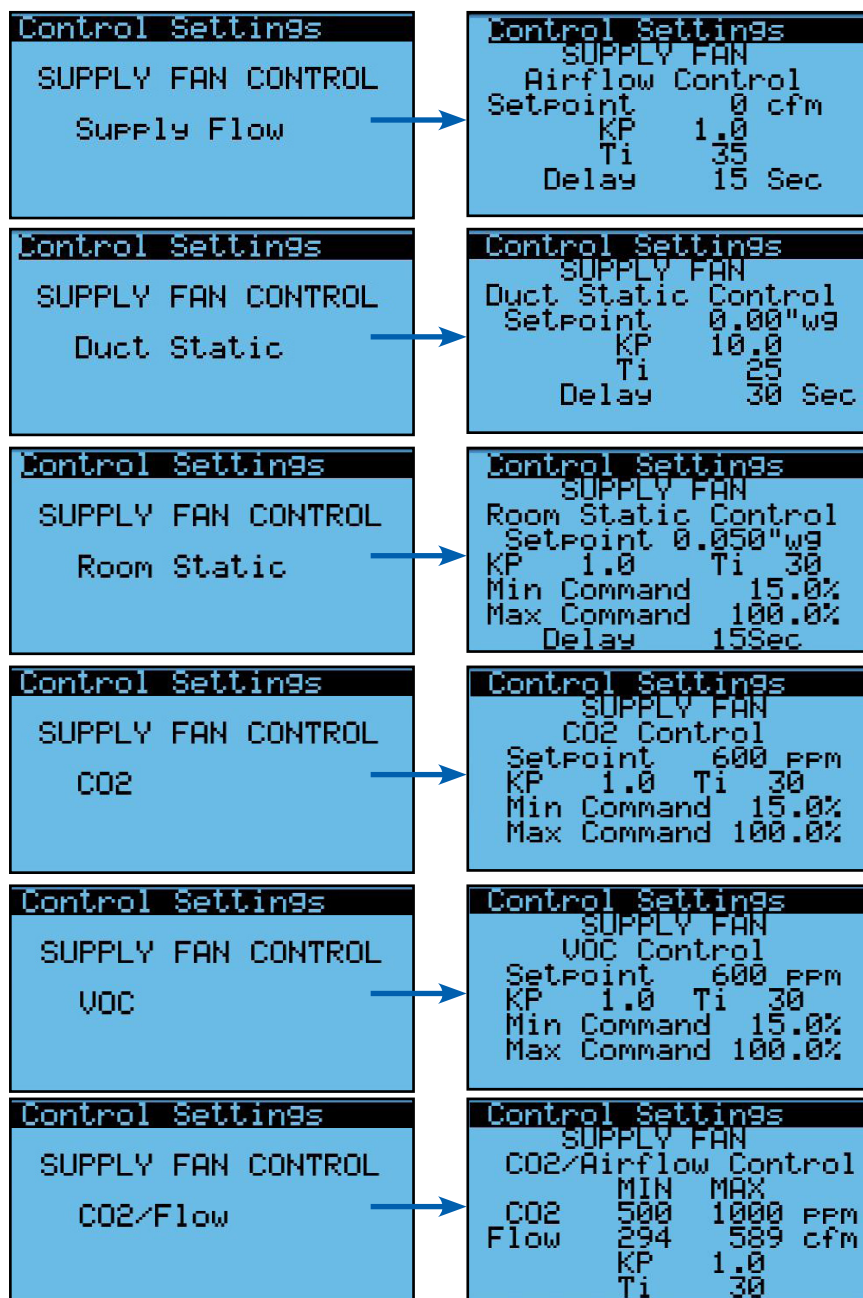 Control Settings
SUPPLY FAN CONTROL
Supply Flow
Control Settings
SUPPLY FAN
Airflow Control
Setpoint 0 cfm
KP 1.0
Ti 35
Delay 15 Sec
Control Settings
SUPPLY FAN CONTROL
Duct Static
Control Settings
SUPPLY FAN
Duct Static Control
Setpoint 0.00"wg
KP 10.0
Ti 25
Delay 30 Sec
Control Settings
SUPPLY FAN CONTROL
Room Static
Control Settings
SUPPLY FAN
Room Static Control
Setpoint 0.050"wg
KP 1.0 Ti 30
Min Command 15.0%
Max Command 100.0%
Delay 15Sec
Control Settings
SUPPLY FAN CONTROL
CO2
Control Settings
SUPPLY FAN
CO2 Control
Setpoint 600 ppm
KP 1.0 Ti 30
Min Command 15.0%
Max Command 100.0%
Control Settings
SUPPLY FAN CONTROL
VOC
Control Settings
SUPPLY FAN
VOC Control
Setpoint 600 ppm
KP 1.0 Ti 30
Min Command 15.0%
Max Command 100.0%
Control Settings
SUPPLY FAN CONTROL
CO2/Flow
Control Settings
SUPPLY FAN
CO2/Airflow Control
MIN MAX
CO2 500 1000 ppm
Flow 294 589 cfm
KP 1.0
Ti 30